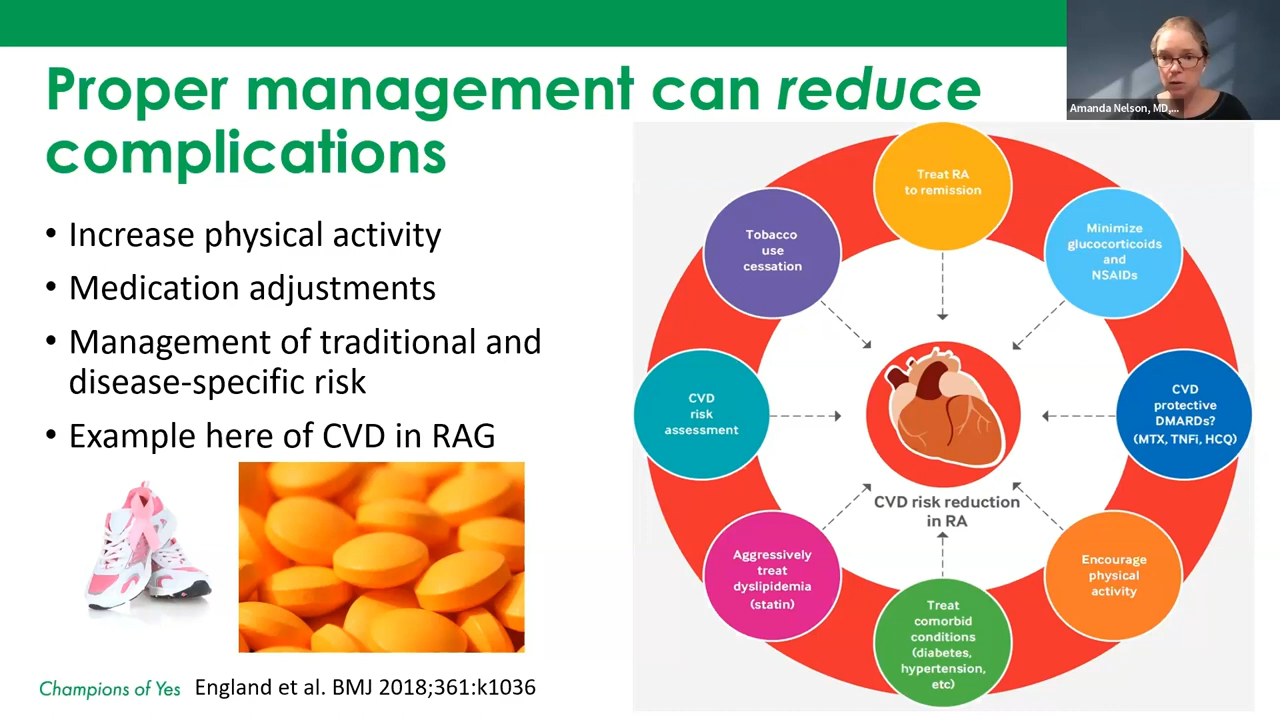 Proper management can reduce
complications
• Increase physical activity
• Medication adjustments
• Management of traditional and
disease-specific risk
• Example here of CVD in RAG
Champions of Yes
England et al. BMJ 2018;361:k1036
Amanda Nelson, MD,...
Treat RA
to remission
Minimize
glucocorticoids
and
NSAIDs
CVD
protective
DMARDs?
(MTX, TNFi, HCQ)
Encourage
physical
activity
Treat
comorbid
conditions
(diabetes,
hypertension,
etc)
Aggressively
treat
dyslipidemia
(statin)
CVD
risk
assessment
Tobacco
use
cessation
CVD risk reduction
in RA